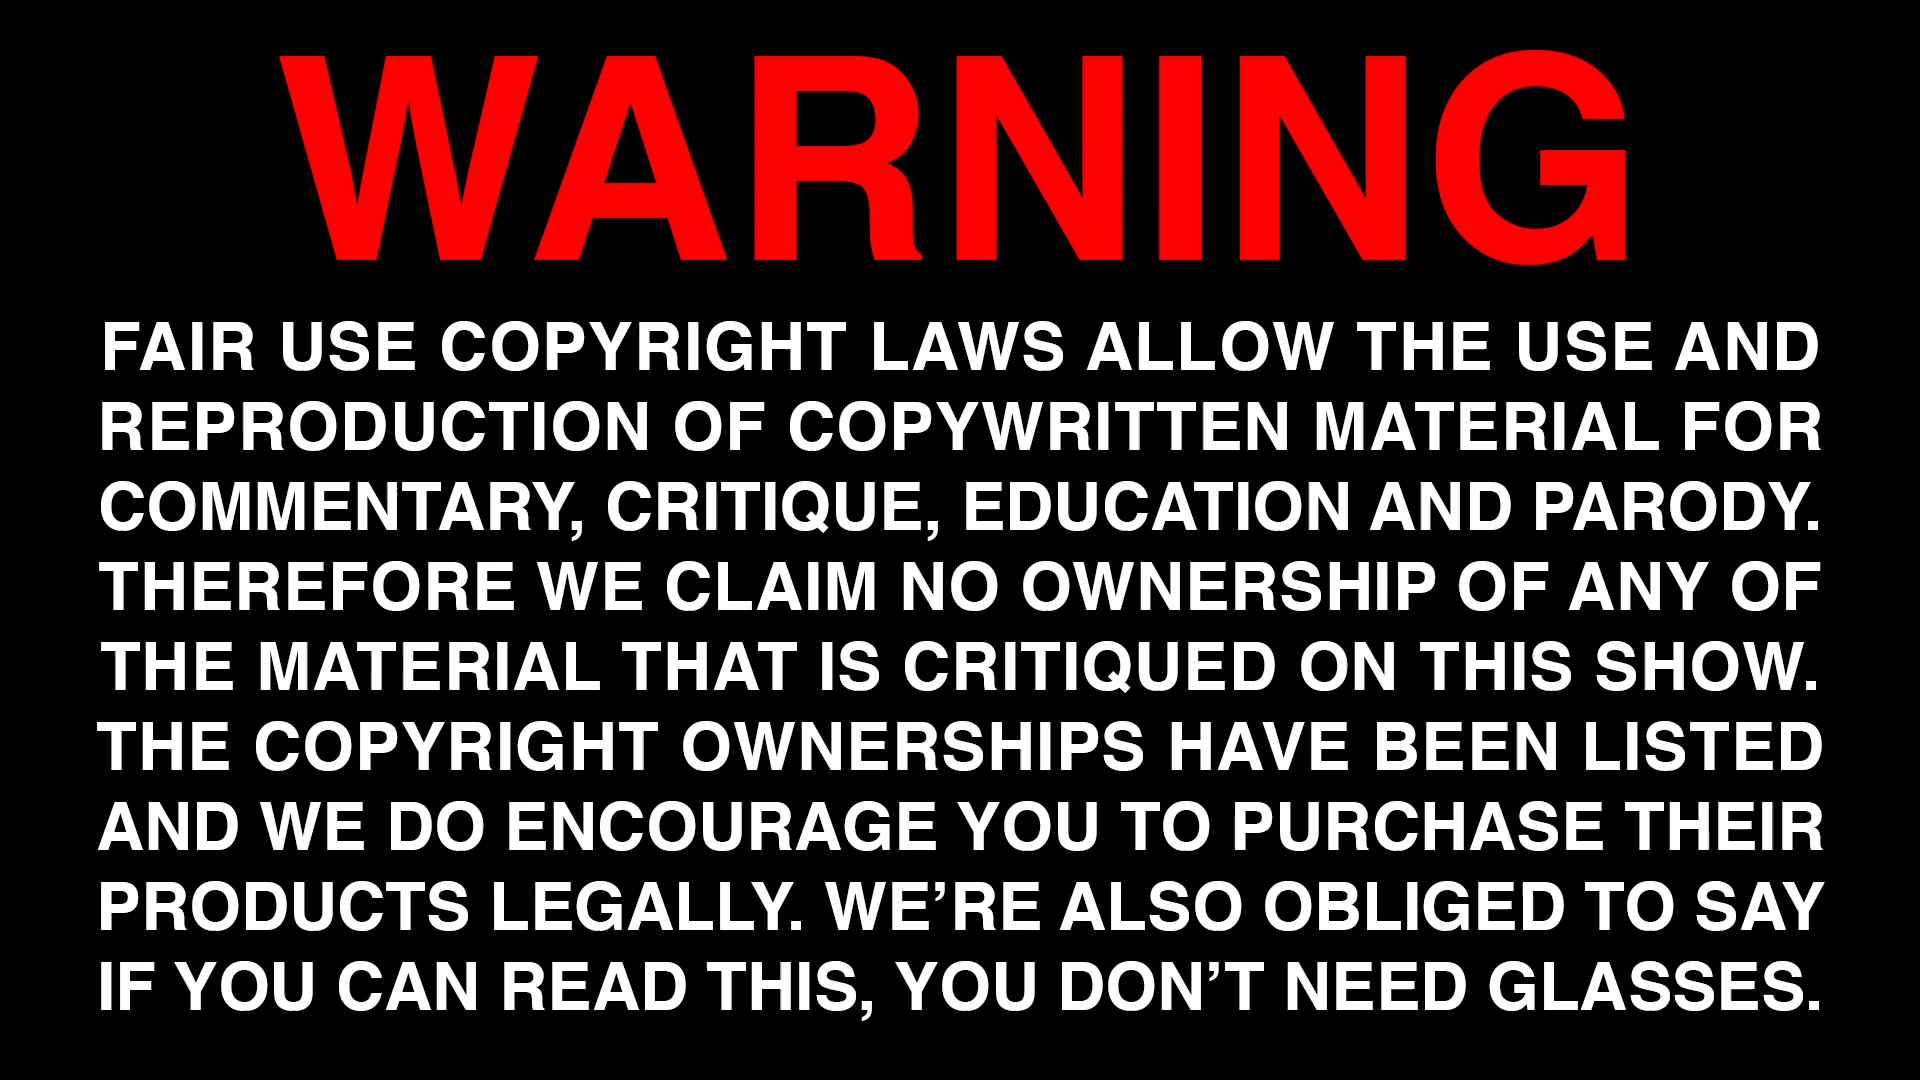 WARNING
FAIR USE COPYRIGHT LAWS ALLOW THE USE AND
REPRODUCTION OF COPYWRITTEN MATERIAL FOR
COMMENTARY, CRITIQUE, EDUCATION AND PARODY.
THEREFORE WE CLAIM NO OWNERSHIP OF ANY OF
THE MATERIAL THAT IS CRITIQUED ON THIS SHOW.
THE COPYRIGHT OWNERSHIPS HAVE BEEN LISTED
AND WE DO ENCOURAGE YOU TO PURCHASE THEIR
PRODUCTS LEGALLY. WE’RE ALSO OBLIGED TO SAY
IF YOU CAN READ THIS, YOU DON’T NEED GLASSES.